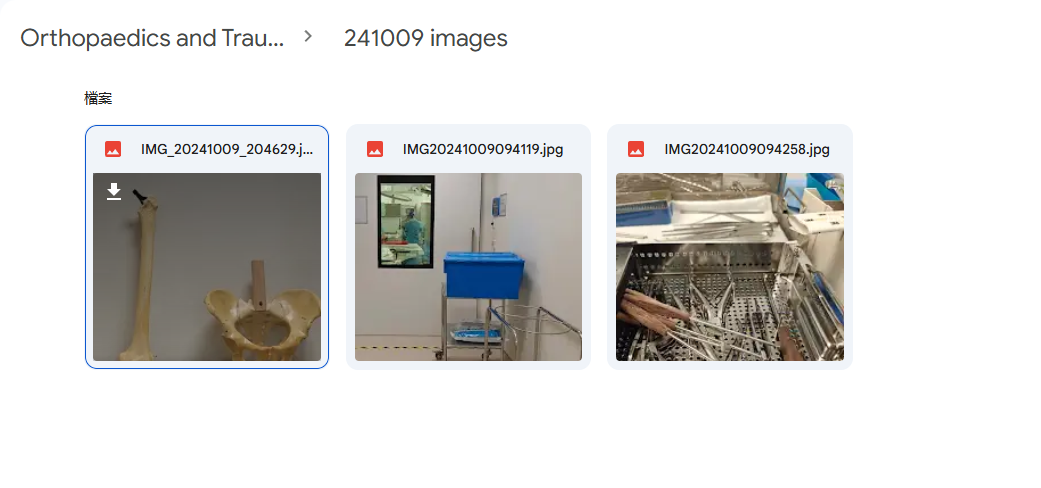 Orthopaedics and Trau... > 241009 images
檔案
IMG_20241009_204629.j...
IMG20241009094119.jpg
IMG20241009094258.jpg